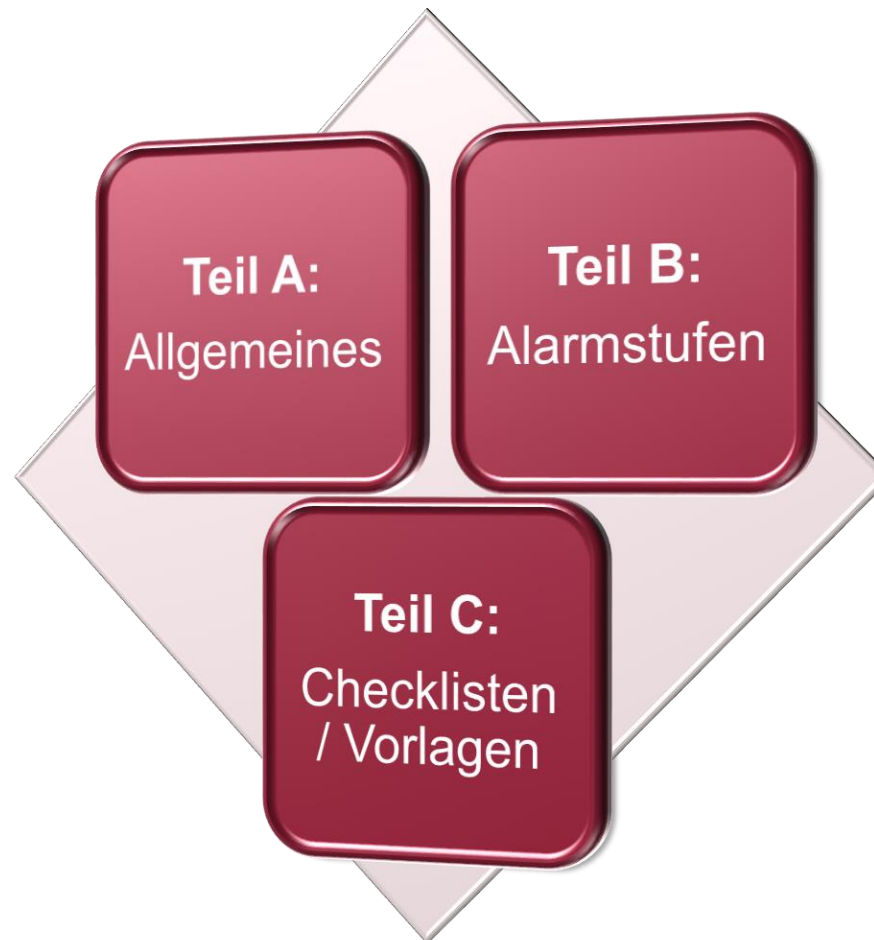 Teil A:
Allgemeines
Teil B:
Alarmstufen
Teil C:
Checklisten
/ Vorlagen